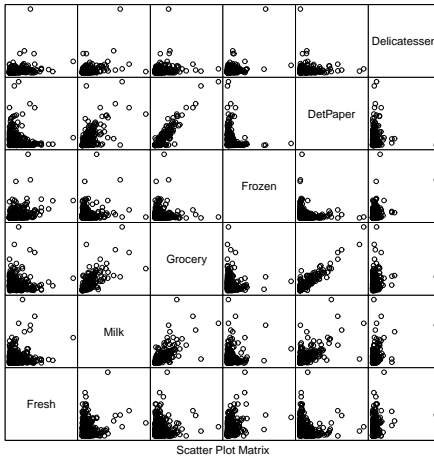 Delicatessen
DetPaper
Frozen
Grocery
Milk
Fresh
Scatter Plot Matrix